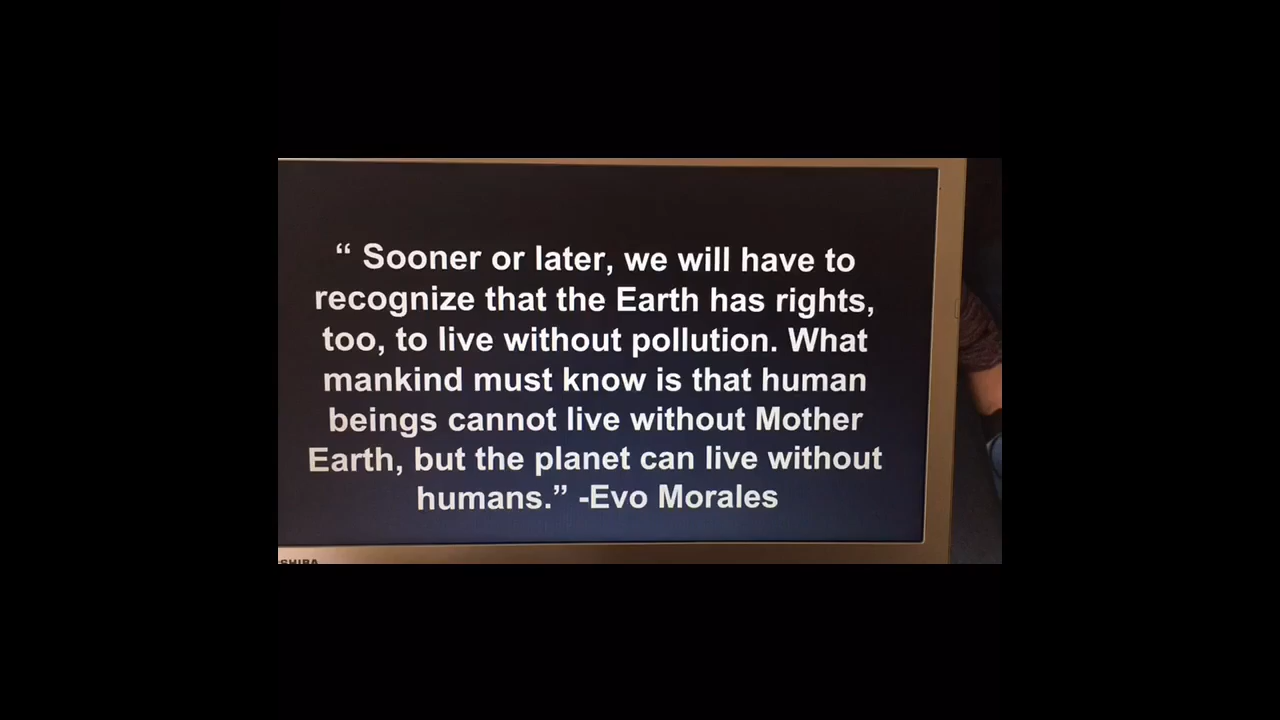 “ Sooner or later, we will have to
recognize that the Earth has rights,
too, to live without pollution. What
mankind must know is that human
beings cannot live without Mother
Earth, but the planet can live without
humans.” -Evo Morales
SHIBA